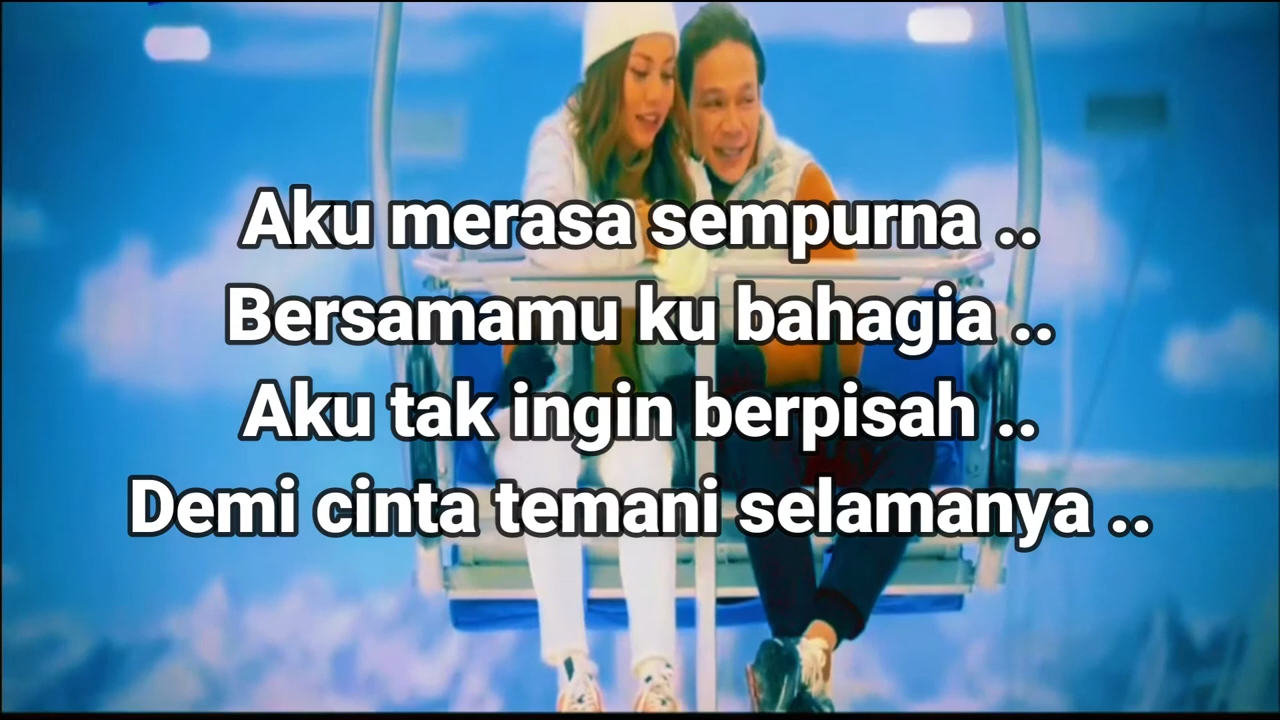 Aku merasa sempurna ..
Bersamamu ku bahagia ..
Aku tak ingin berpisah ..
Demi cinta temani selamanya ..